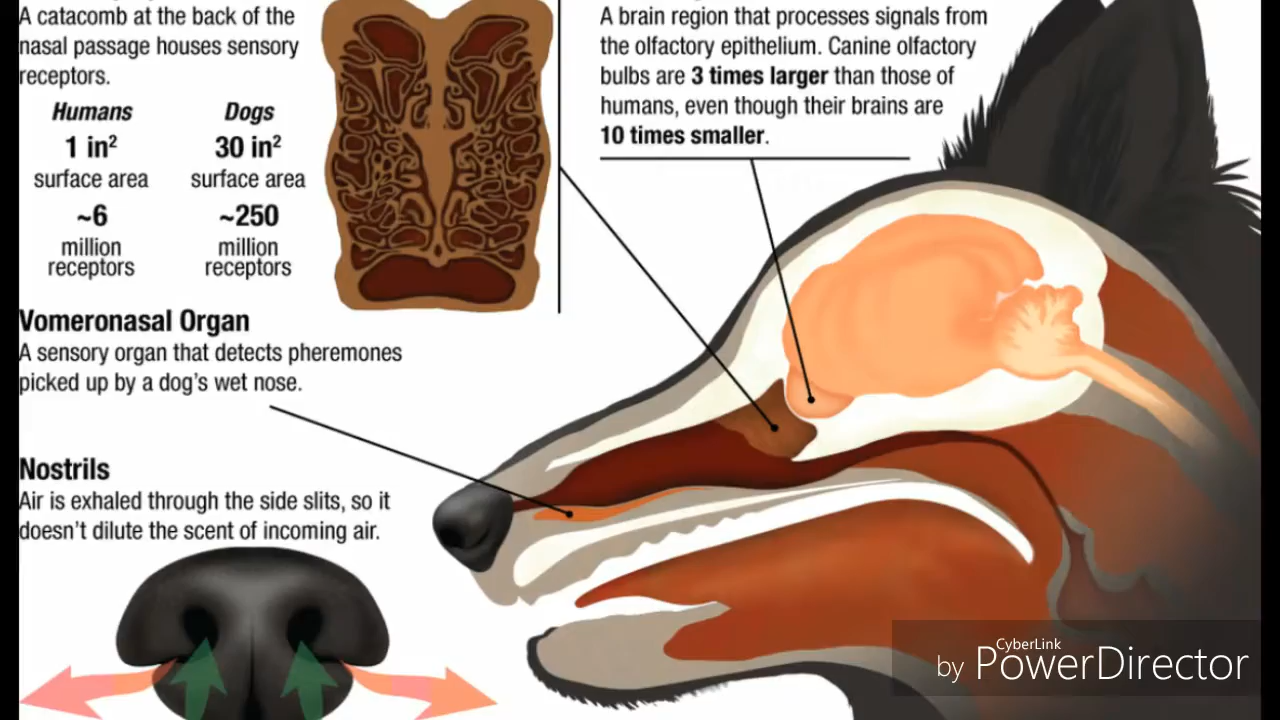 A catacomb at the back of the
nasal passage houses sensory
receptors.
Humans Dogs
1 in² 30 in²
surface area surface area
~6 ~250
million million
receptors receptors
A brain region that processes signals from
the olfactory epithelium. Canine olfactory
bulbs are 3 times larger than those of
humans, even though their brains are
10 times smaller.
Vomeronasal Organ
A sensory organ that detects pheremones
picked up by a dog's wet nose.
Nostrils
Air is exhaled through the side slits, so it
doesn't dilute the scent of incoming air.
CyberLink
by PowerDirector